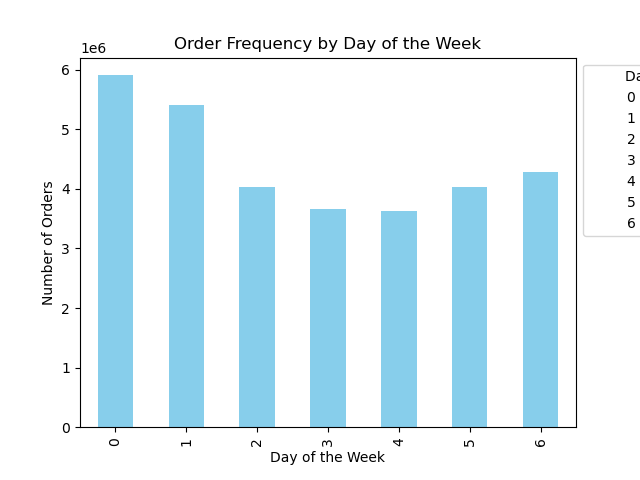 Order Frequency by Day of the Week
1e6
6
5
4
3
2
1
0
Number of Orders
0 1 2 3 4 5 6
Day of the Week
0
1
2
3
4
5
6